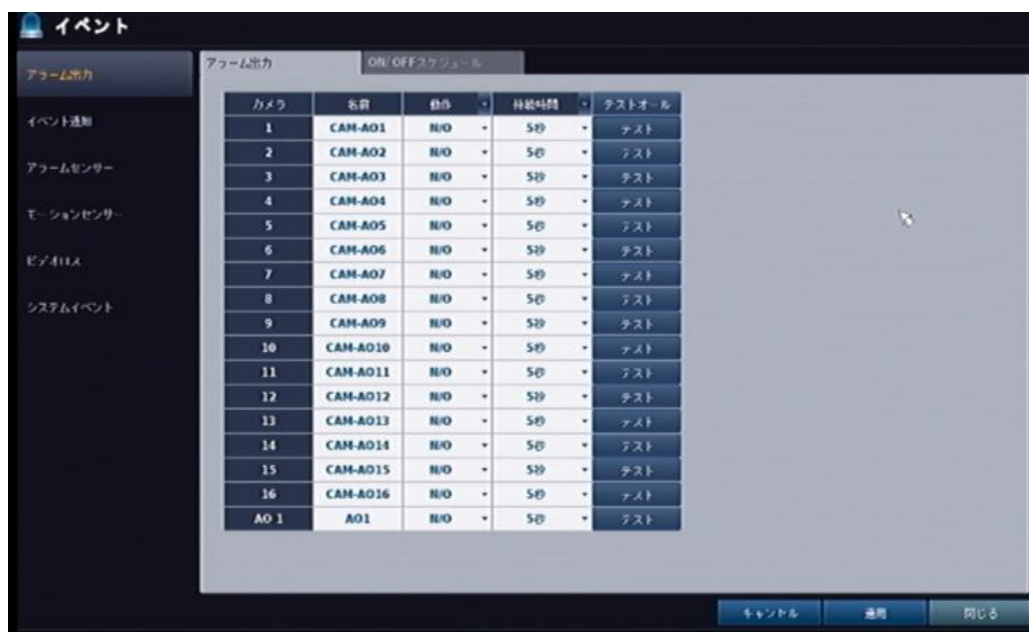 イベント
アラーム出力
イベント通知
アラームセンサー
モーションセンサー
ビデオロス
システムイベント
アラーム出力 ON/OFFスケジュール
カメラ 名前 動作 持続時間 テストオール
1 CAM-AO1 N/O 5秒 テスト
2 CAM-AO2 N/O 5秒 テスト
3 CAM-AO3 N/O 5秒 テスト
4 CAM-AO4 N/O 5秒 テスト
5 CAM-AO5 N/O 5秒 テスト
6 CAM-AO6 N/O 5秒 テスト
7 CAM-AO7 N/O 5秒 テスト
8 CAM-AO8 N/O 5秒 テスト
9 CAM-AO9 N/O 5秒 テスト
10 CAM-AO10 N/O 5秒 テスト
11 CAM-AO11 N/O 5秒 テスト
12 CAM-AO12 N/O 5秒 テスト
13 CAM-AO13 N/O 5秒 テスト
14 CAM-AO14 N/O 5秒 テスト
15 CAM-AO15 N/O 5秒 テスト
16 CAM-AO16 N/O 5秒 テスト
AO 1 AO1 N/O 5秒 テスト
キャンセル 適用 閉じる